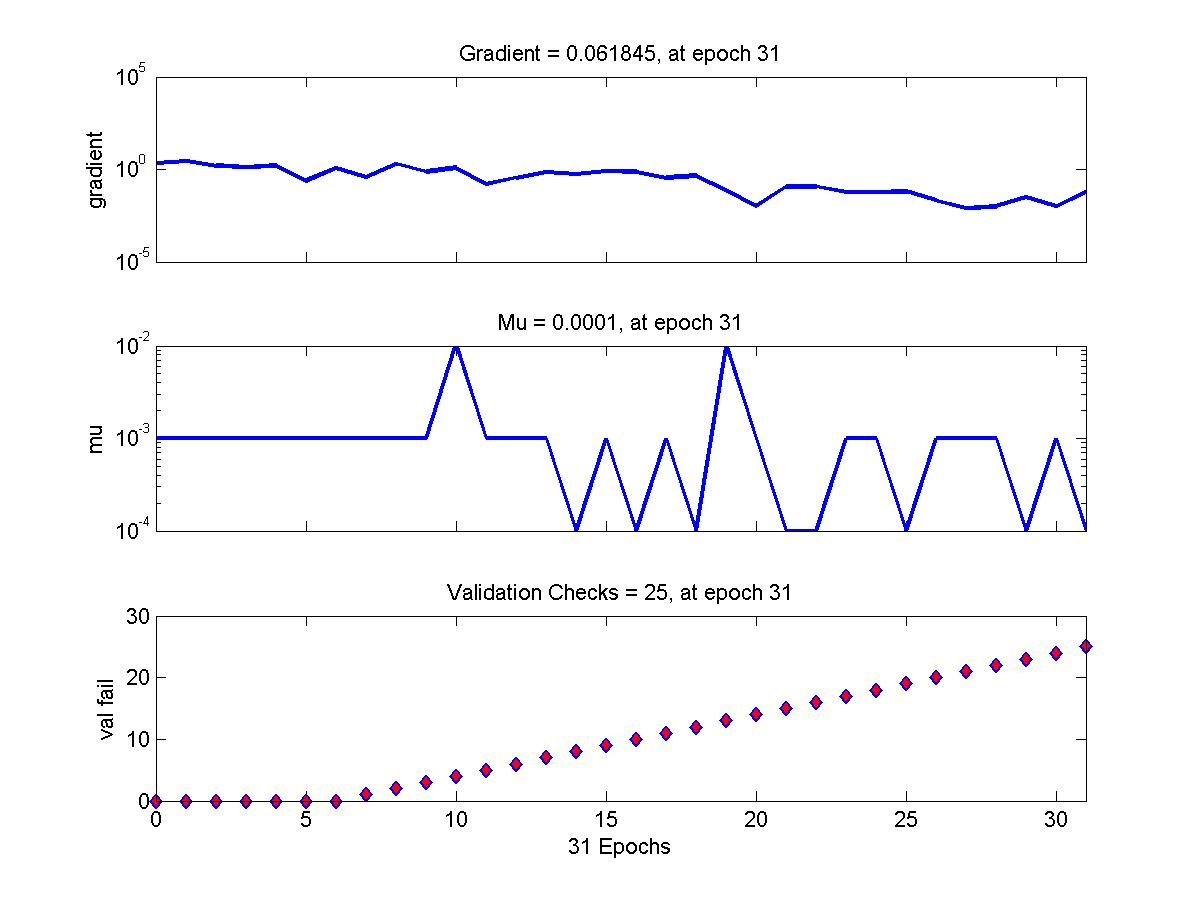 Gradient = 0.061845, at epoch 31
10^5
10^0
10^-5
gradient
Mu = 0.0001, at epoch 31
10^-2
10^-3
10^-4
mu
Validation Checks = 25, at epoch 31
30
20
10
0
val fail
0 5 10 15 20 25 30
31 Epochs